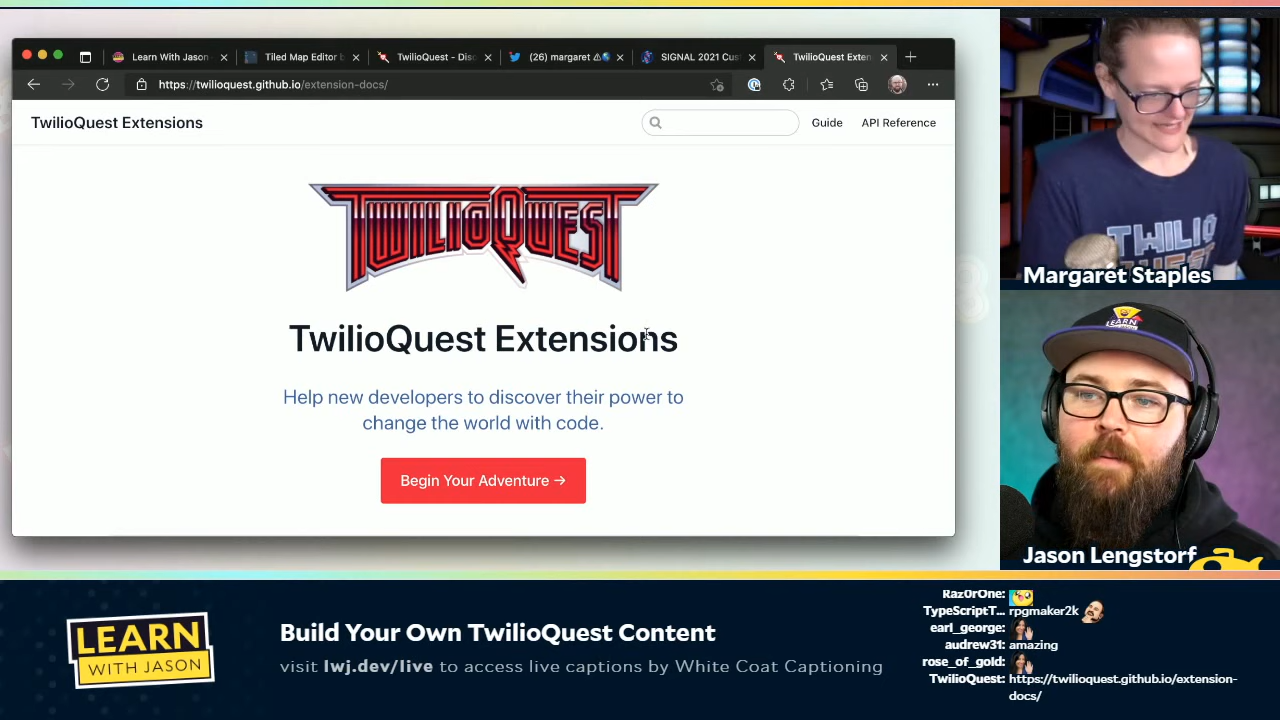 Learn With Jason
Tiled Map Editor b
TwilioQuest - Disc
(26) margaret
SIGNAL 2021 Cus
TwilioQuest Exten
https://twilioquest.github.io/extension-docs/
TwilioQuest Extensions
Guide
API Reference
TWILIOQUEST
TwilioQuest Extensions
Help new developers to discover their power to
change the world with code.
Begin Your Adventure →
TWILIO
QUEST
Margaret Staples
LEARN
Jason Lengstorf
LEARN
WITH JASON
Build Your Own TwilioQuest Content
visit lwj.dev/live to access live captions by White Coat Captioning
Raz0rOne:
TypeScriptT... rpgmaker2k
earl_george:
audrew31: amazing
rose_of_gold:
TwilioQuest: https://twilioquest.github.io/extension-
docs/